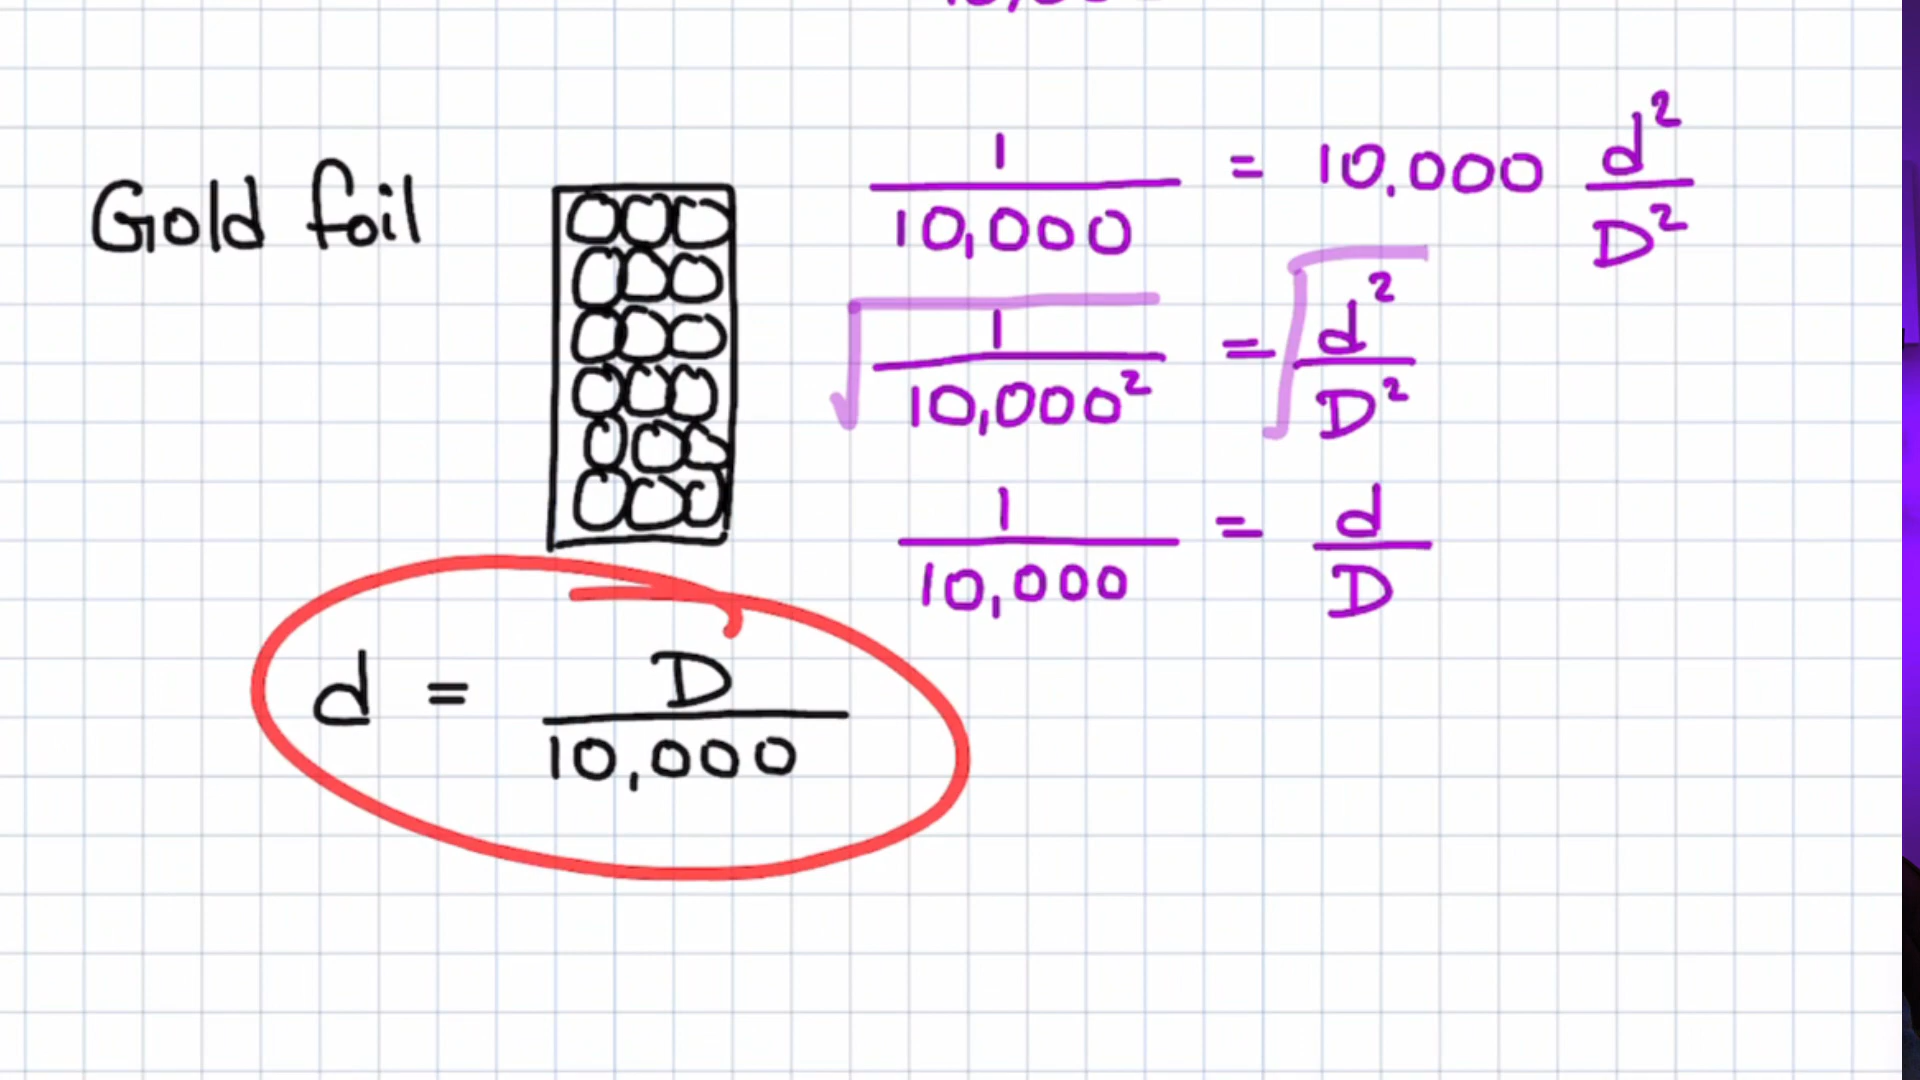 Gold foil
1/10,000 = 10,000 d²/D²
√1/10,000² = √d²/D²
1/10,000 = d/D
d = D/10,000